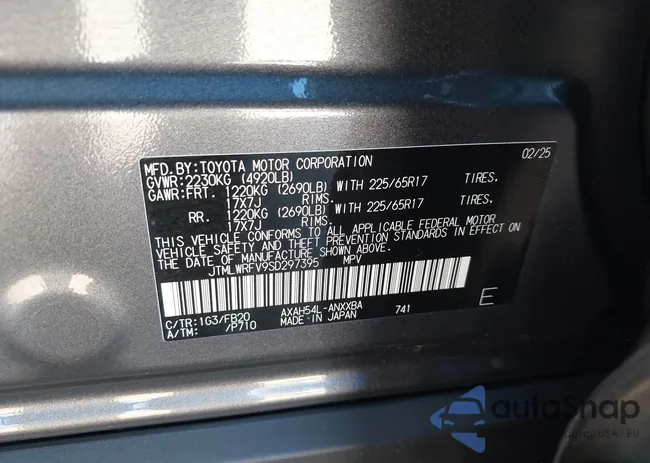 MFD.BY:TOYOTA MOTOR CORPORATION 02/25
GVWR:2230KG (4920LB)
GAWR:FRT. 1220KG (2690LB) WITH 225/65R17 TIRES.
17X7J RIMS.
RR. 1220KG (2690LB) WITH 225/65R17 TIRES.
17X7J RIMS.
THIS VEHICLE CONFORMS TO ALL APPLICABLE FEDERAL MOTOR
VEHICLE SAFETY AND THEFT PREVENTION STANDARDS IN EFFECT ON
THE DATE OF MANUFACTURE SHOWN ABOVE.
JTMLWRFV9SD297395 MPV
C/TR:1G3/FB20 AXAH54L-ANXXBA 741 E
A/TM: /P710 MADE IN JAPAN
autoSnap